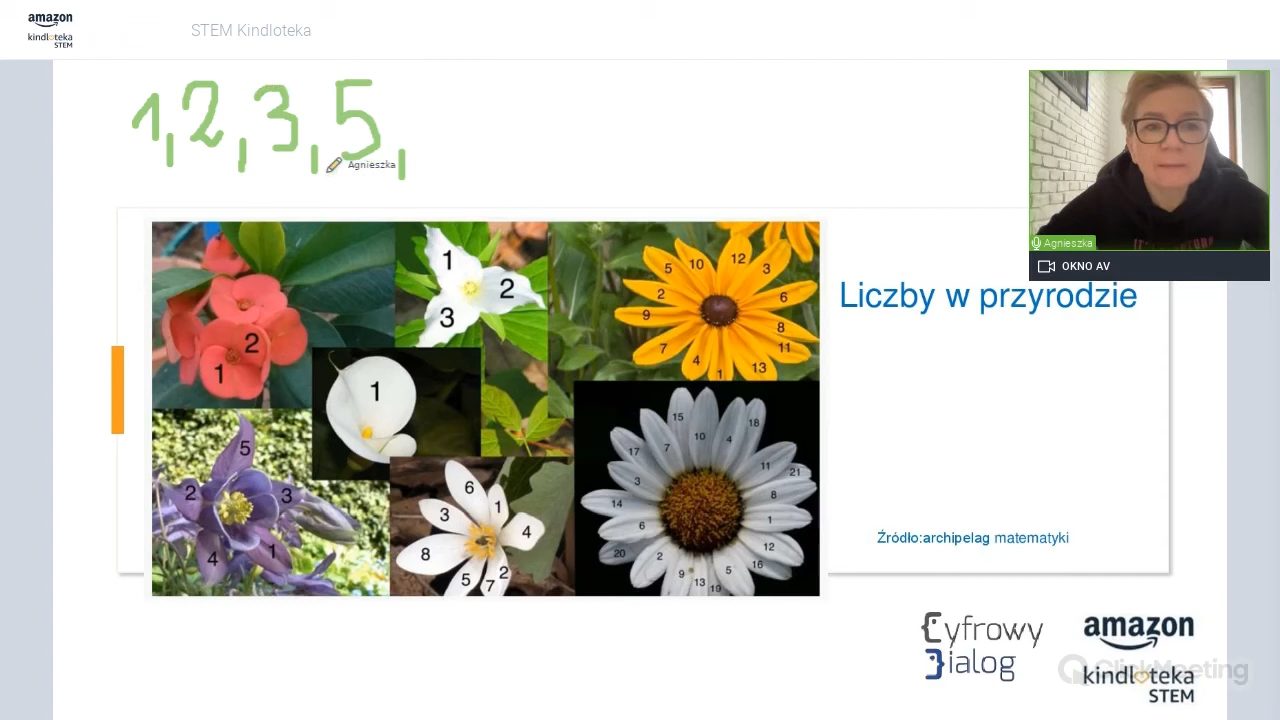 amazon
kindloteka
STEM
STEM Kindloteka
1, 2, 3, 5,
Agnieszka
Agnieszka
OKNO AV
Liczby w przyrodzie
1 2
1 2 3
5 10 12 3 2 6 9 8 7 11 4 1 13
1
5 2 3 4 1
6 3 1 4 8 5 7 2
15 18 10 4 17 7 11 21 3 8 14 1 6 12 20 2 16 9 5 13 19
Źródło:archipelag matematyki
Cyfrowy
Dialog
amazon
kindloteka
STEM
ClickMeeting